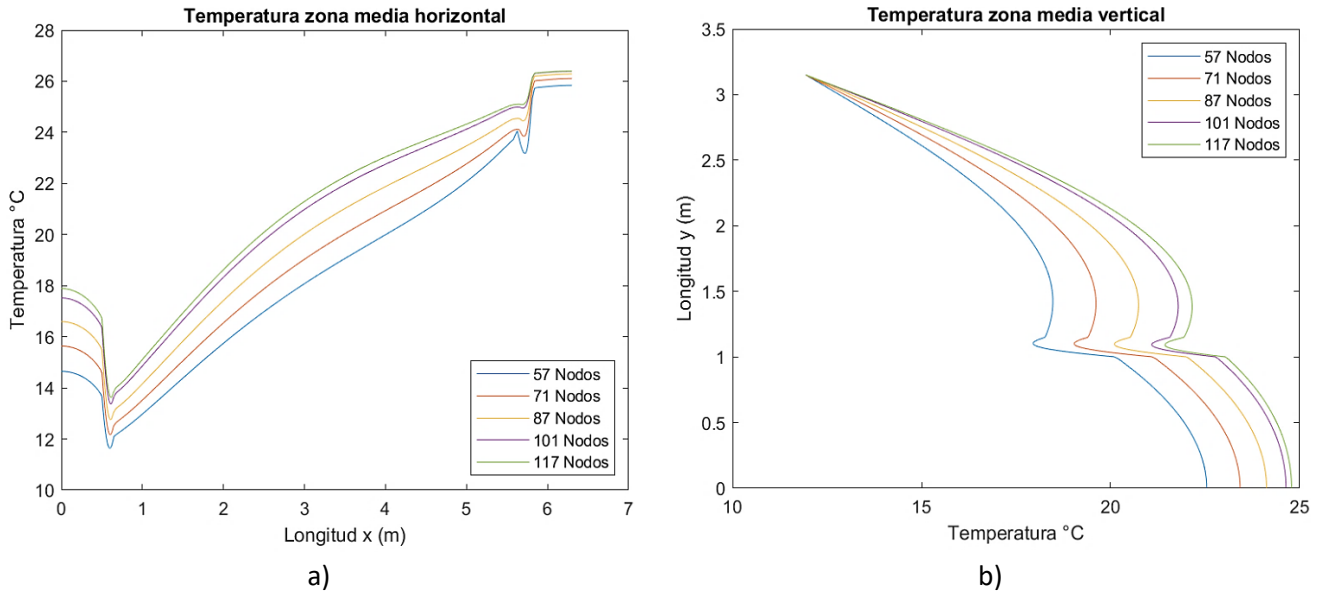 Temperatura zona media horizontal
28
26
24
22
20
18
16
14
12
10
Temperatura °C
0
1
2
3
4
5
6
7
Longitud x (m)
57 Nodos
71 Nodos
87 Nodos
101 Nodos
117 Nodos
a)
Temperatura zona media vertical
3.5
3
2.5
2
1.5
1
0.5
0
Longitud y (m)
10
15
20
25
Temperatura °C
57 Nodos
71 Nodos
87 Nodos
101 Nodos
117 Nodos
b)